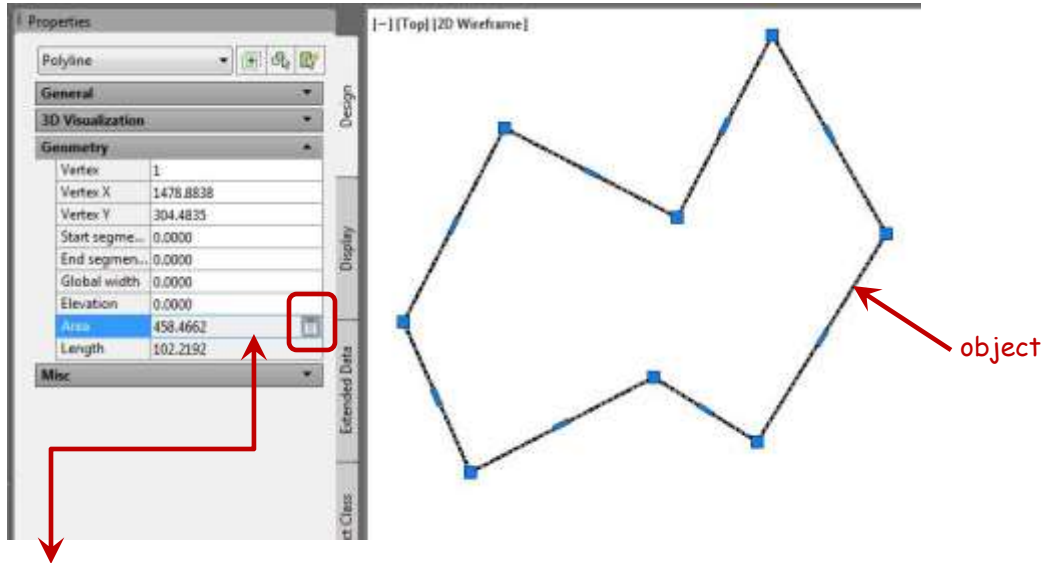 Properties
Polyline
General
3D Visualization
Geometry
Vertex 1
Vertex X 1478.8838
Vertex Y 304.4835
Start segme... 0.0000
End segmen... 0.0000
Global width 0.0000
Elevation 0.0000
Area 458.4662
Length 102.2192
Misc
Design
Display
Extended Data
ct Class
[−] [Top] [2D Wireframe]
object